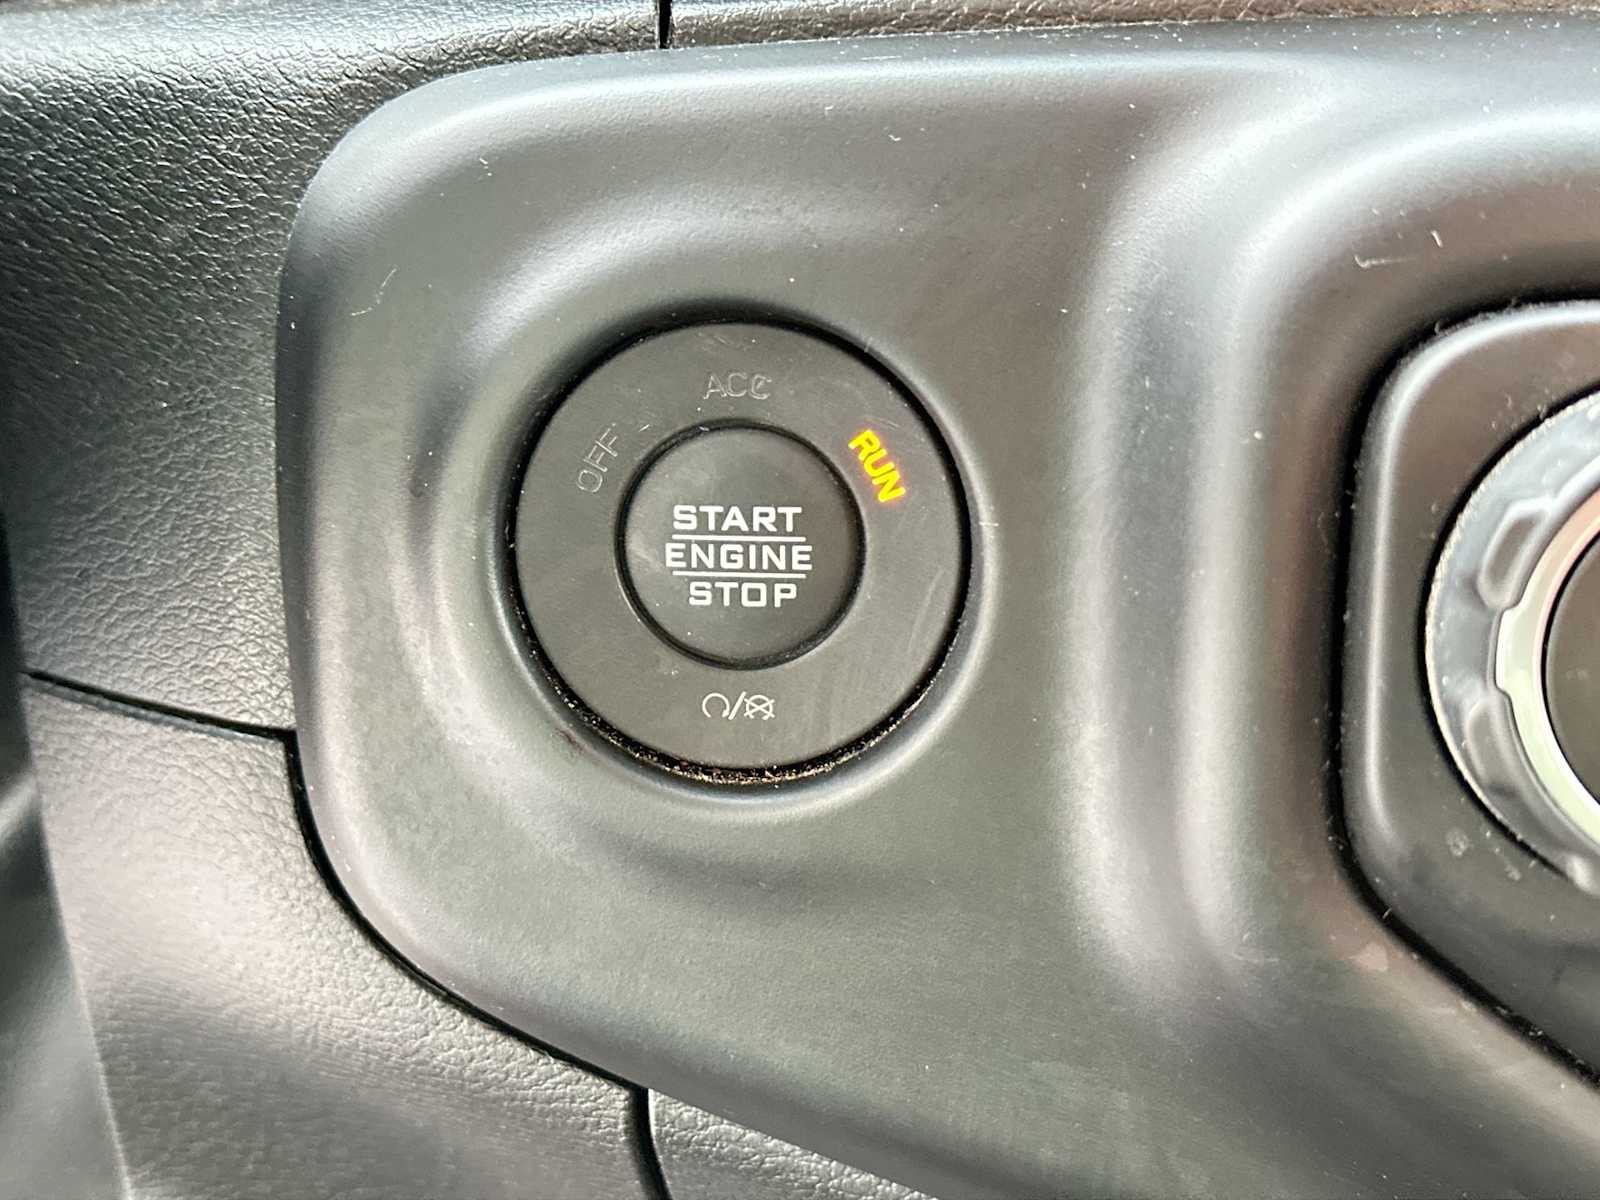 ACC
OFF
RUN
START
ENGINE
STOP